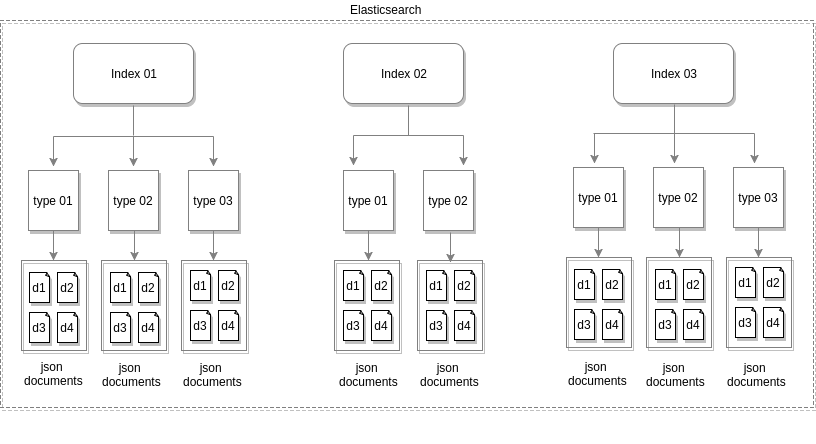 Elasticsearch
Index 01
Index 02
Index 03
type 01
type 02
type 03
type 01
type 02
type 01
type 02
type 03
d1 d2
d3 d4
d1 d2
d3 d4
d1 d2
d3 d4
d1 d2
d3 d4
d1 d2
d3 d4
d1 d2
d3 d4
d1 d2
d3 d4
d1 d2
d3 d4
json
documents
json
documents
json
documents
json
documents
json
documents
json
documents
json
documents
json
documents